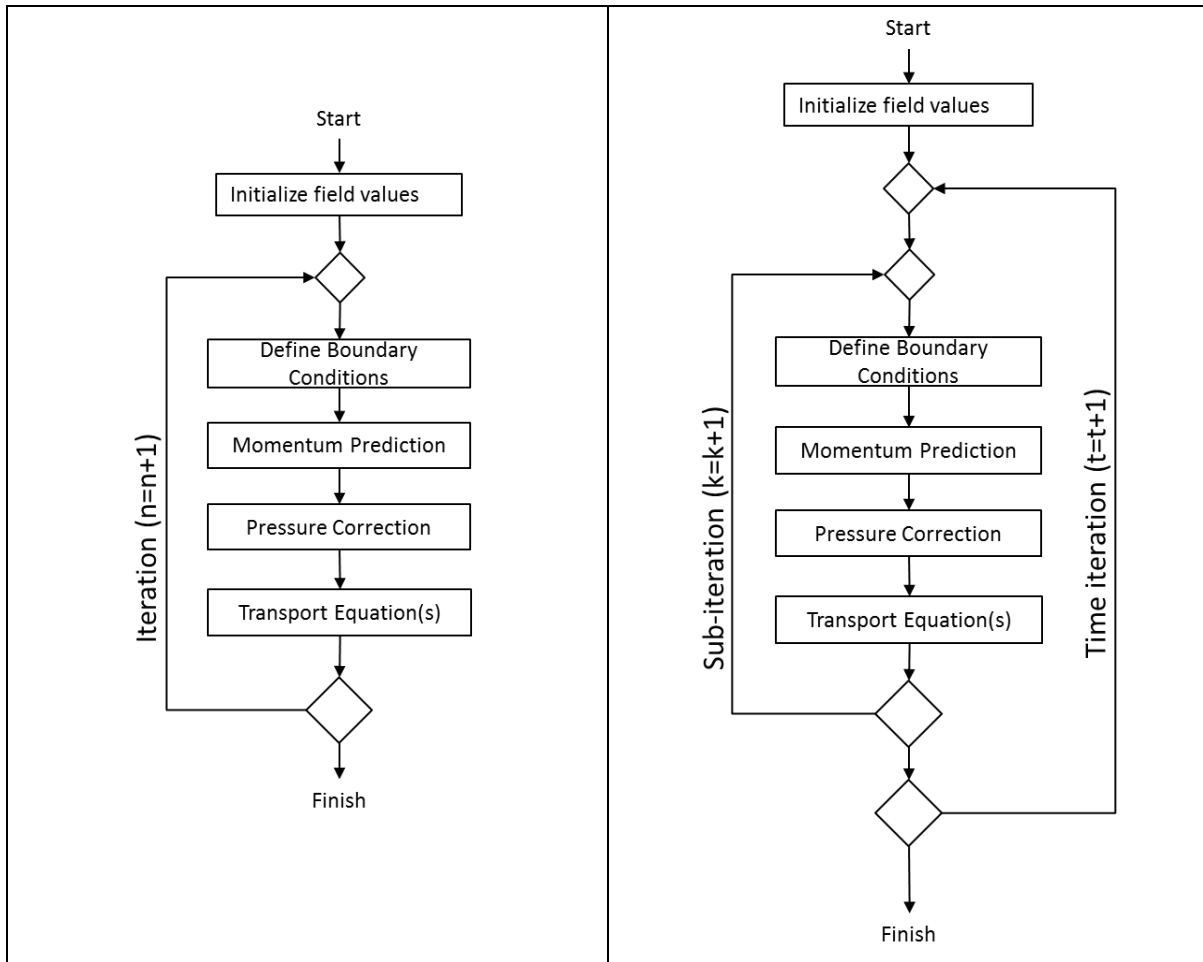 Start
Initialize field values
Define Boundary
Conditions
Momentum Prediction
Pressure Correction
Transport Equation(s)
Iteration (n=n+1)
Finish
Start
Initialize field values
Define Boundary
Conditions
Momentum Prediction
Pressure Correction
Transport Equation(s)
Sub-iteration (k=k+1)
Time iteration (t=t+1)
Finish